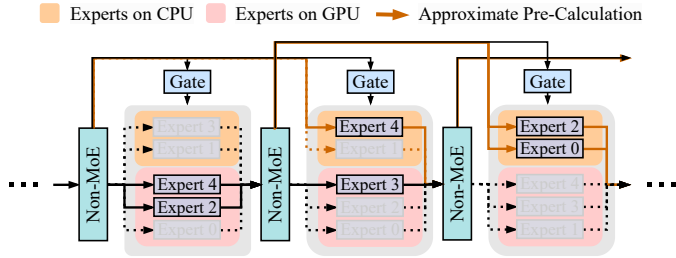 Experts on CPU
Experts on GPU
Approximate Pre-Calculation
Gate
Gate
Gate
Non-MoE
Expert 3
Expert 1
Expert 4
Expert 2
Expert 0
Non-MoE
Expert 4
Expert 1
Expert 3
Expert 2
Expert 0
Non-MoE
Expert 2
Expert 0
Expert 4
Expert 3
Expert 1